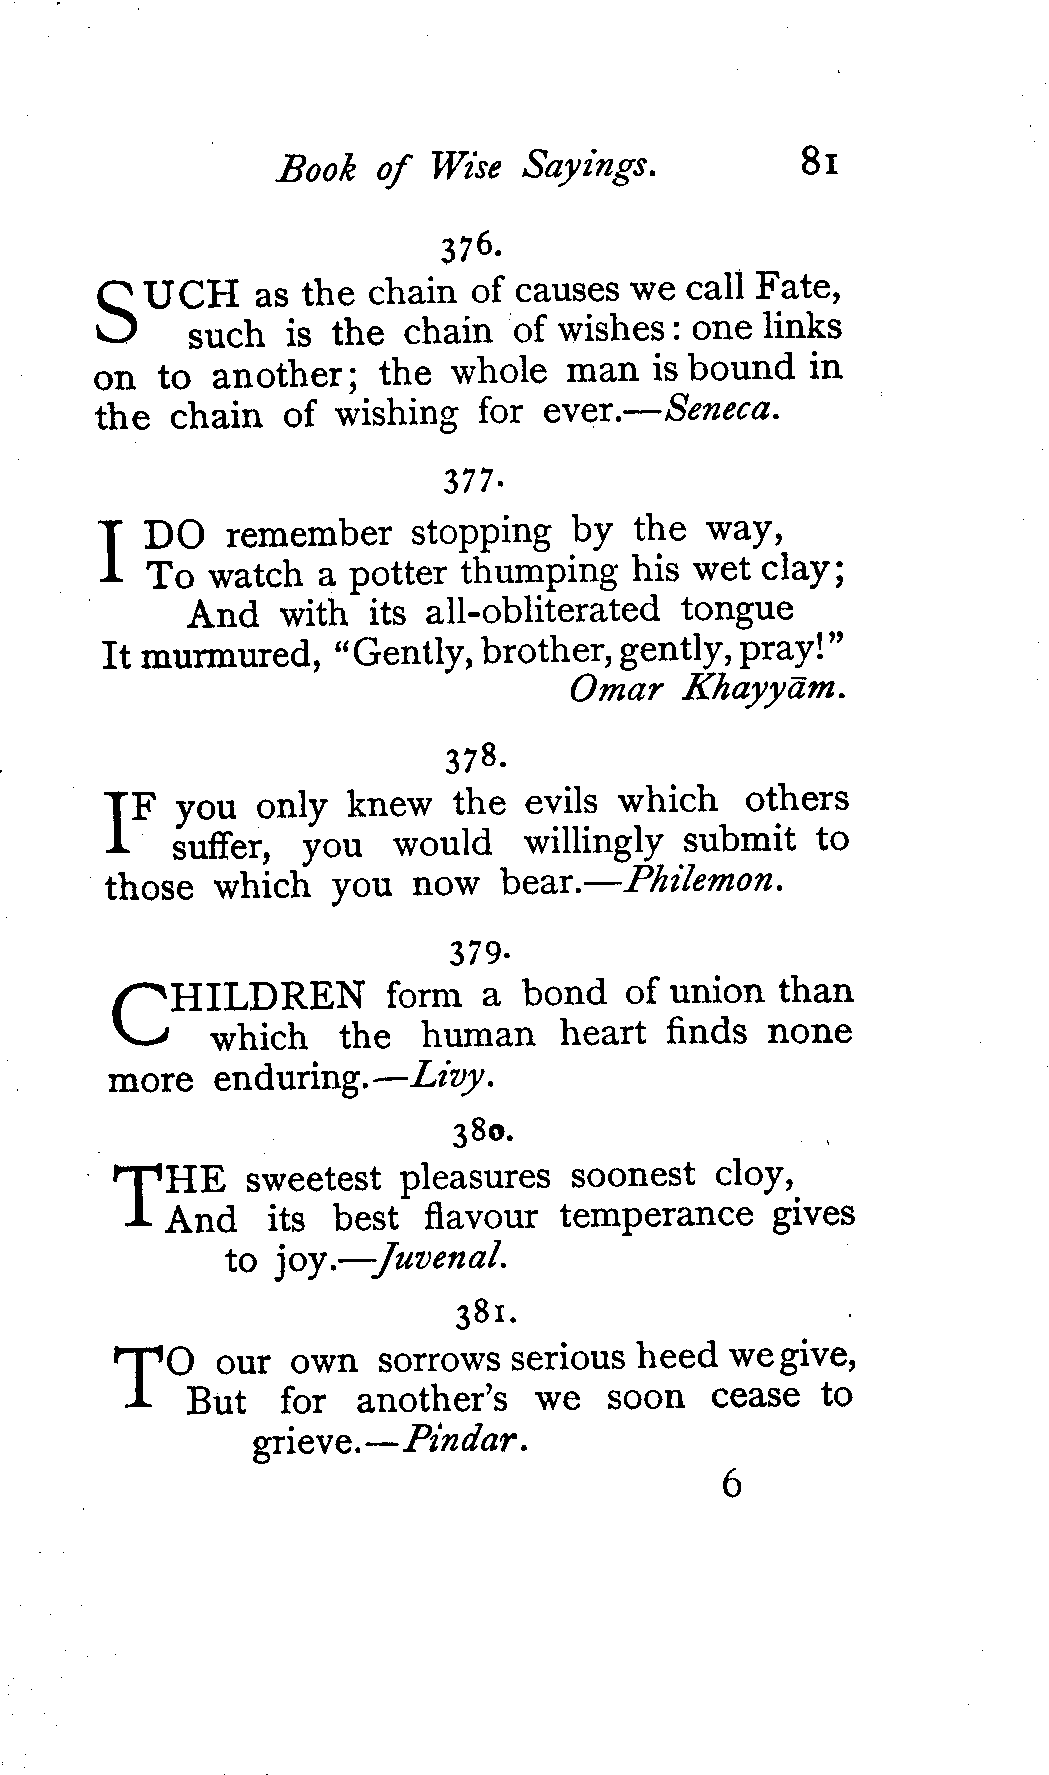 Book of Wise Sayings. 81
376.
SUCH as the chain of causes we call Fate,
such is the chain of wishes: one links
on to another; the whole man is bound in
the chain of wishing for ever.—Seneca.
377.
I DO remember stopping by the way,
To watch a potter thumping his wet clay;
And with its all-obliterated tongue
It murmured, "Gently, brother, gently, pray!"
Omar Khayyām.
378.
IF you only knew the evils which others
suffer, you would willingly submit to
those which you now bear.—Philemon.
379.
CHILDREN form a bond of union than
which the human heart finds none
more enduring.—Livy.
380.
THE sweetest pleasures soonest cloy,
And its best flavour temperance gives
to joy.—Juvenal.
381.
TO our own sorrows serious heed we give,
But for another's we soon cease to
grieve.—Pindar.
6